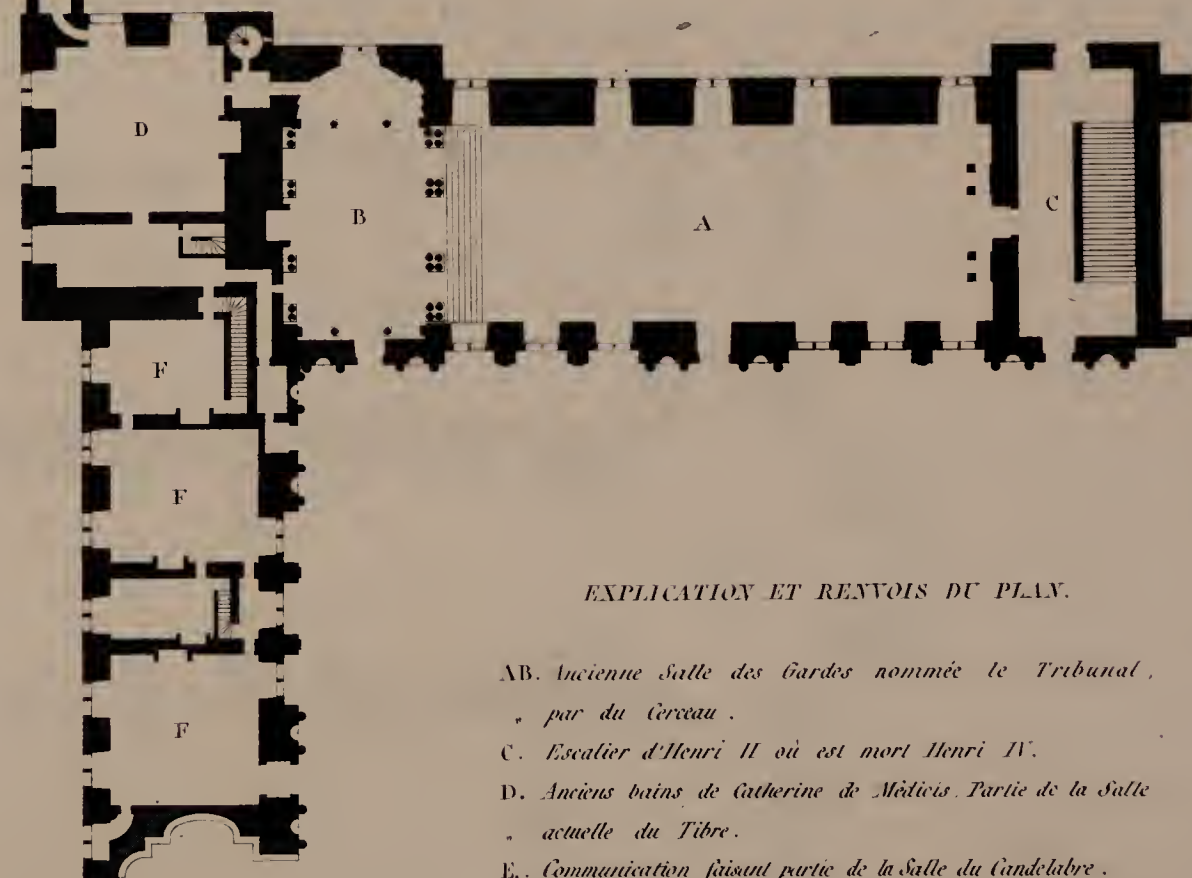 D
B
A
C
F
F
F
EXPLICATION ET RENVOIS DU PLAN.
AB. Ancienne Salle des Gardes nommée le Tribunal,
„ par du Cerceau.
C. Escalier d'Henri II où est mort Henri IV.
D. Anciens bains de Catherine de Médicis. Partie de la Salle
„ actuelle du Tibre.
E. Communication faisant partie de la Salle du Candelabre.